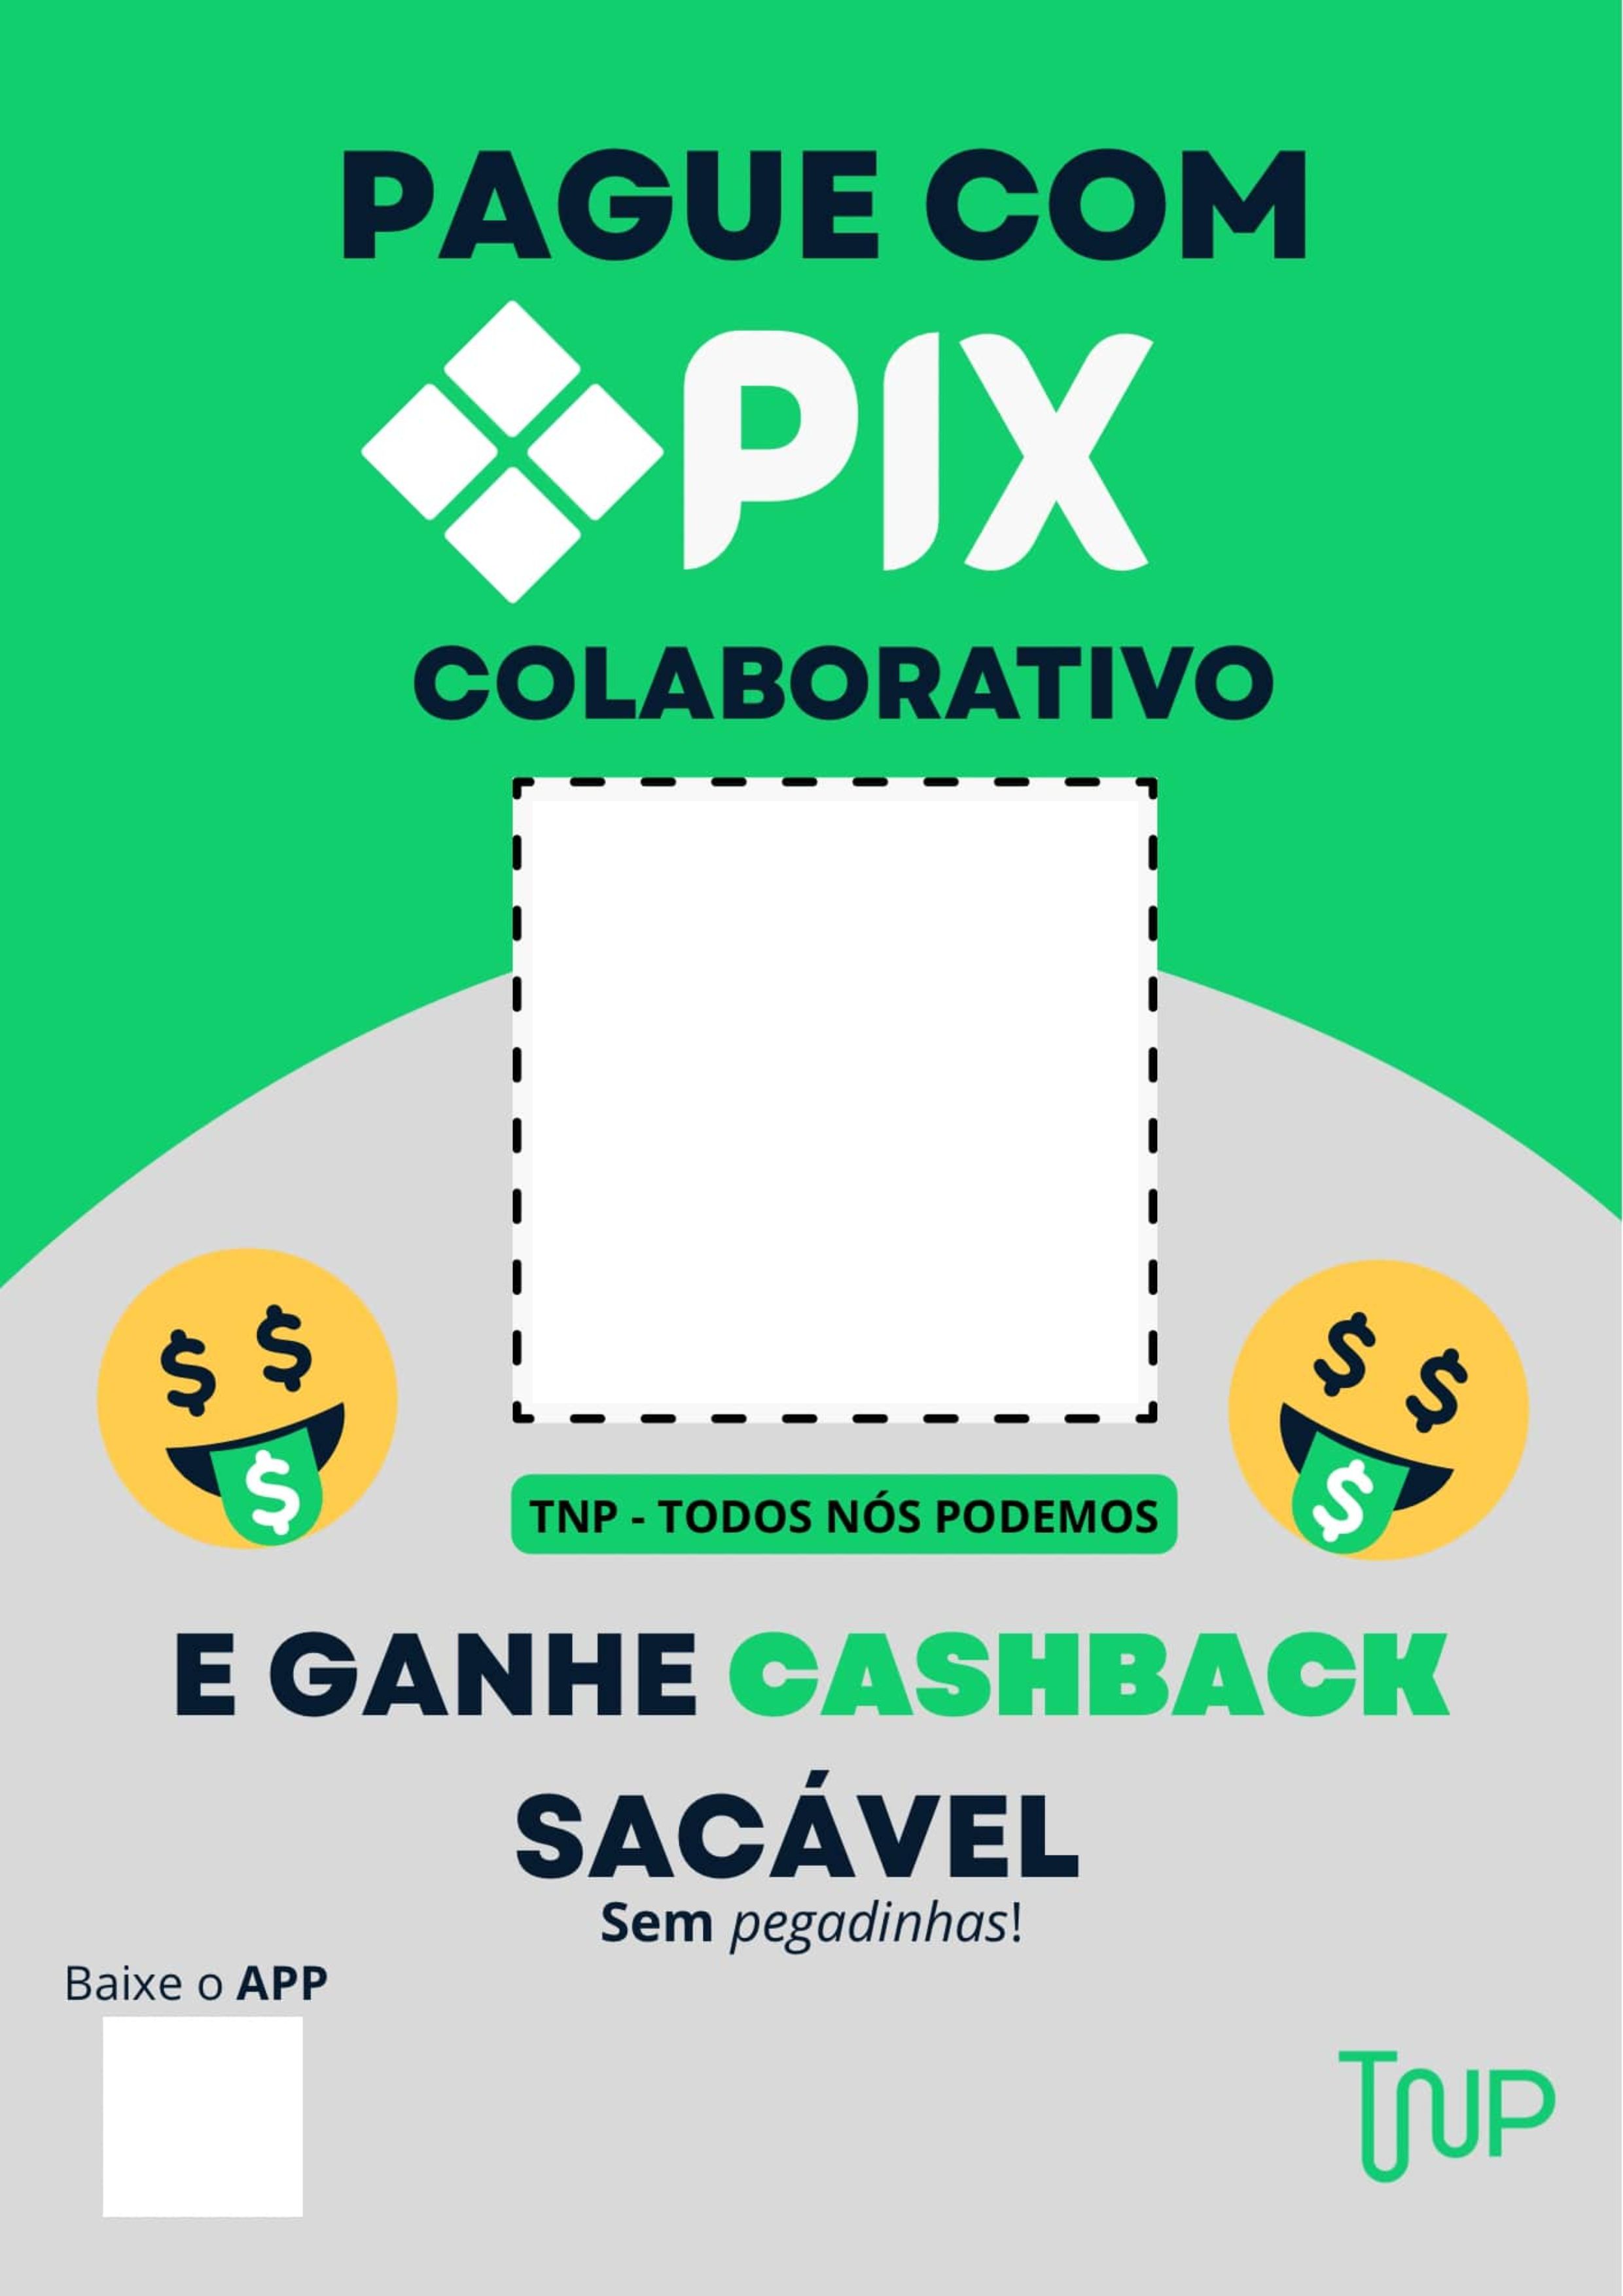 PAGUE COM
PIX
COLABORATIVO
TNP - TODOS NÓS PODEMOS
E GANHE CASHBACK
SACÁVEL
Sem pegadinhas!
Baixe o APP
TNP